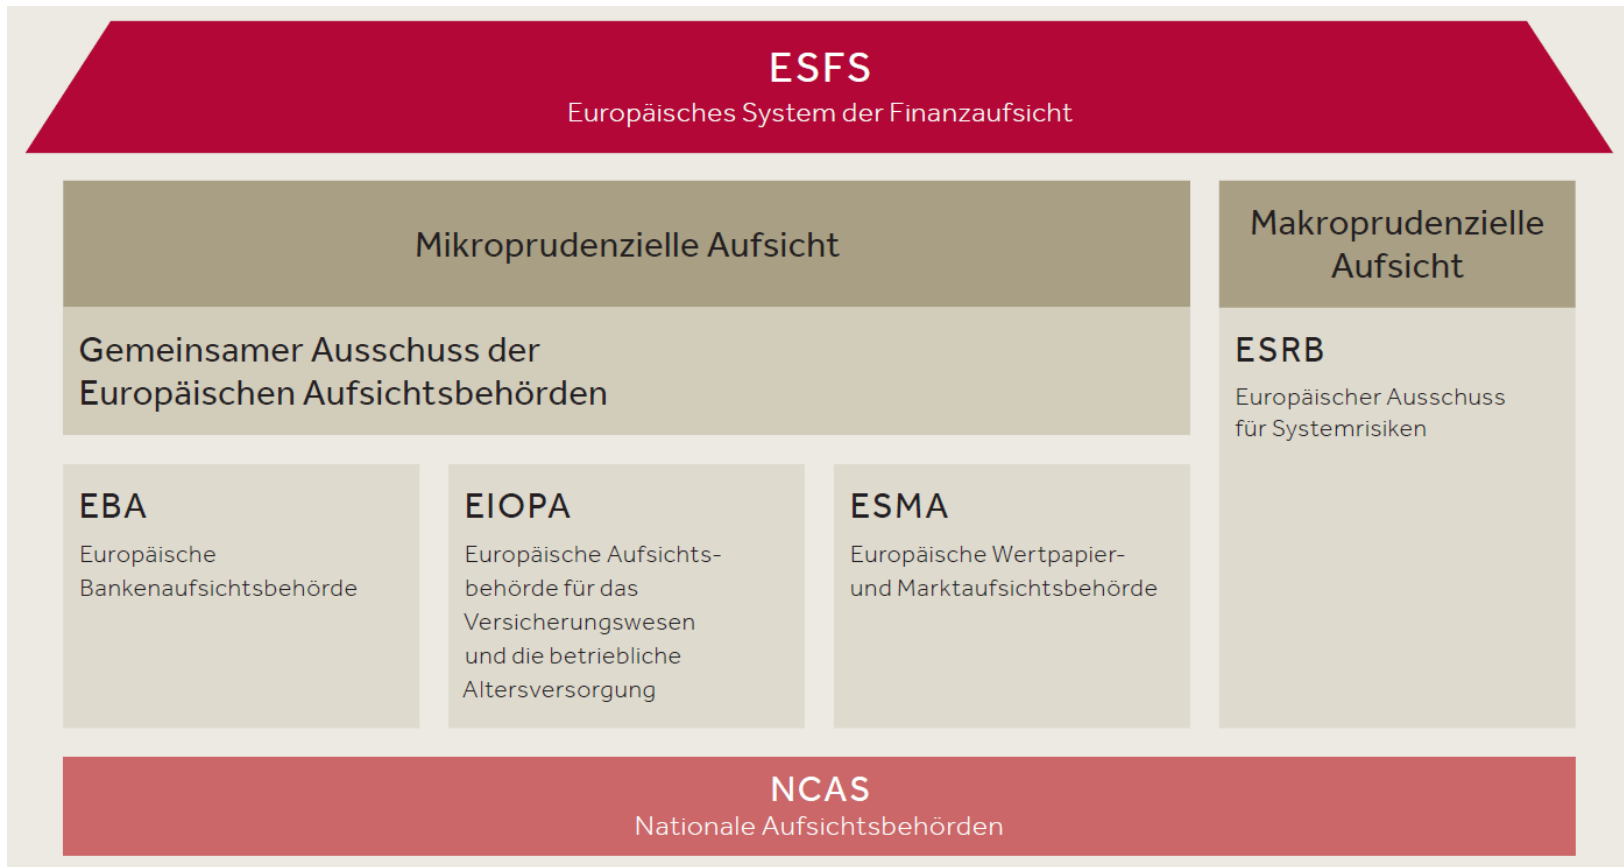 ESFS
Europäisches System der Finanzaufsicht
Mikroprudenzielle Aufsicht
Gemeinsamer Ausschuss der
Europäischen Aufsichtsbehörden
EBA
Europäische
Bankenaufsichtsbehörde
EIOPA
Europäische Aufsichts-
behörde für das
Versicherungswesen
und die betriebliche
Altersversorgung
ESMA
Europäische Wertpapier-
und Marktaufsichtsbehörde
Makroprudenzielle
Aufsicht
ESRB
Europäischer Ausschuss
für Systemrisiken
NCAS
Nationale Aufsichtsbehörden